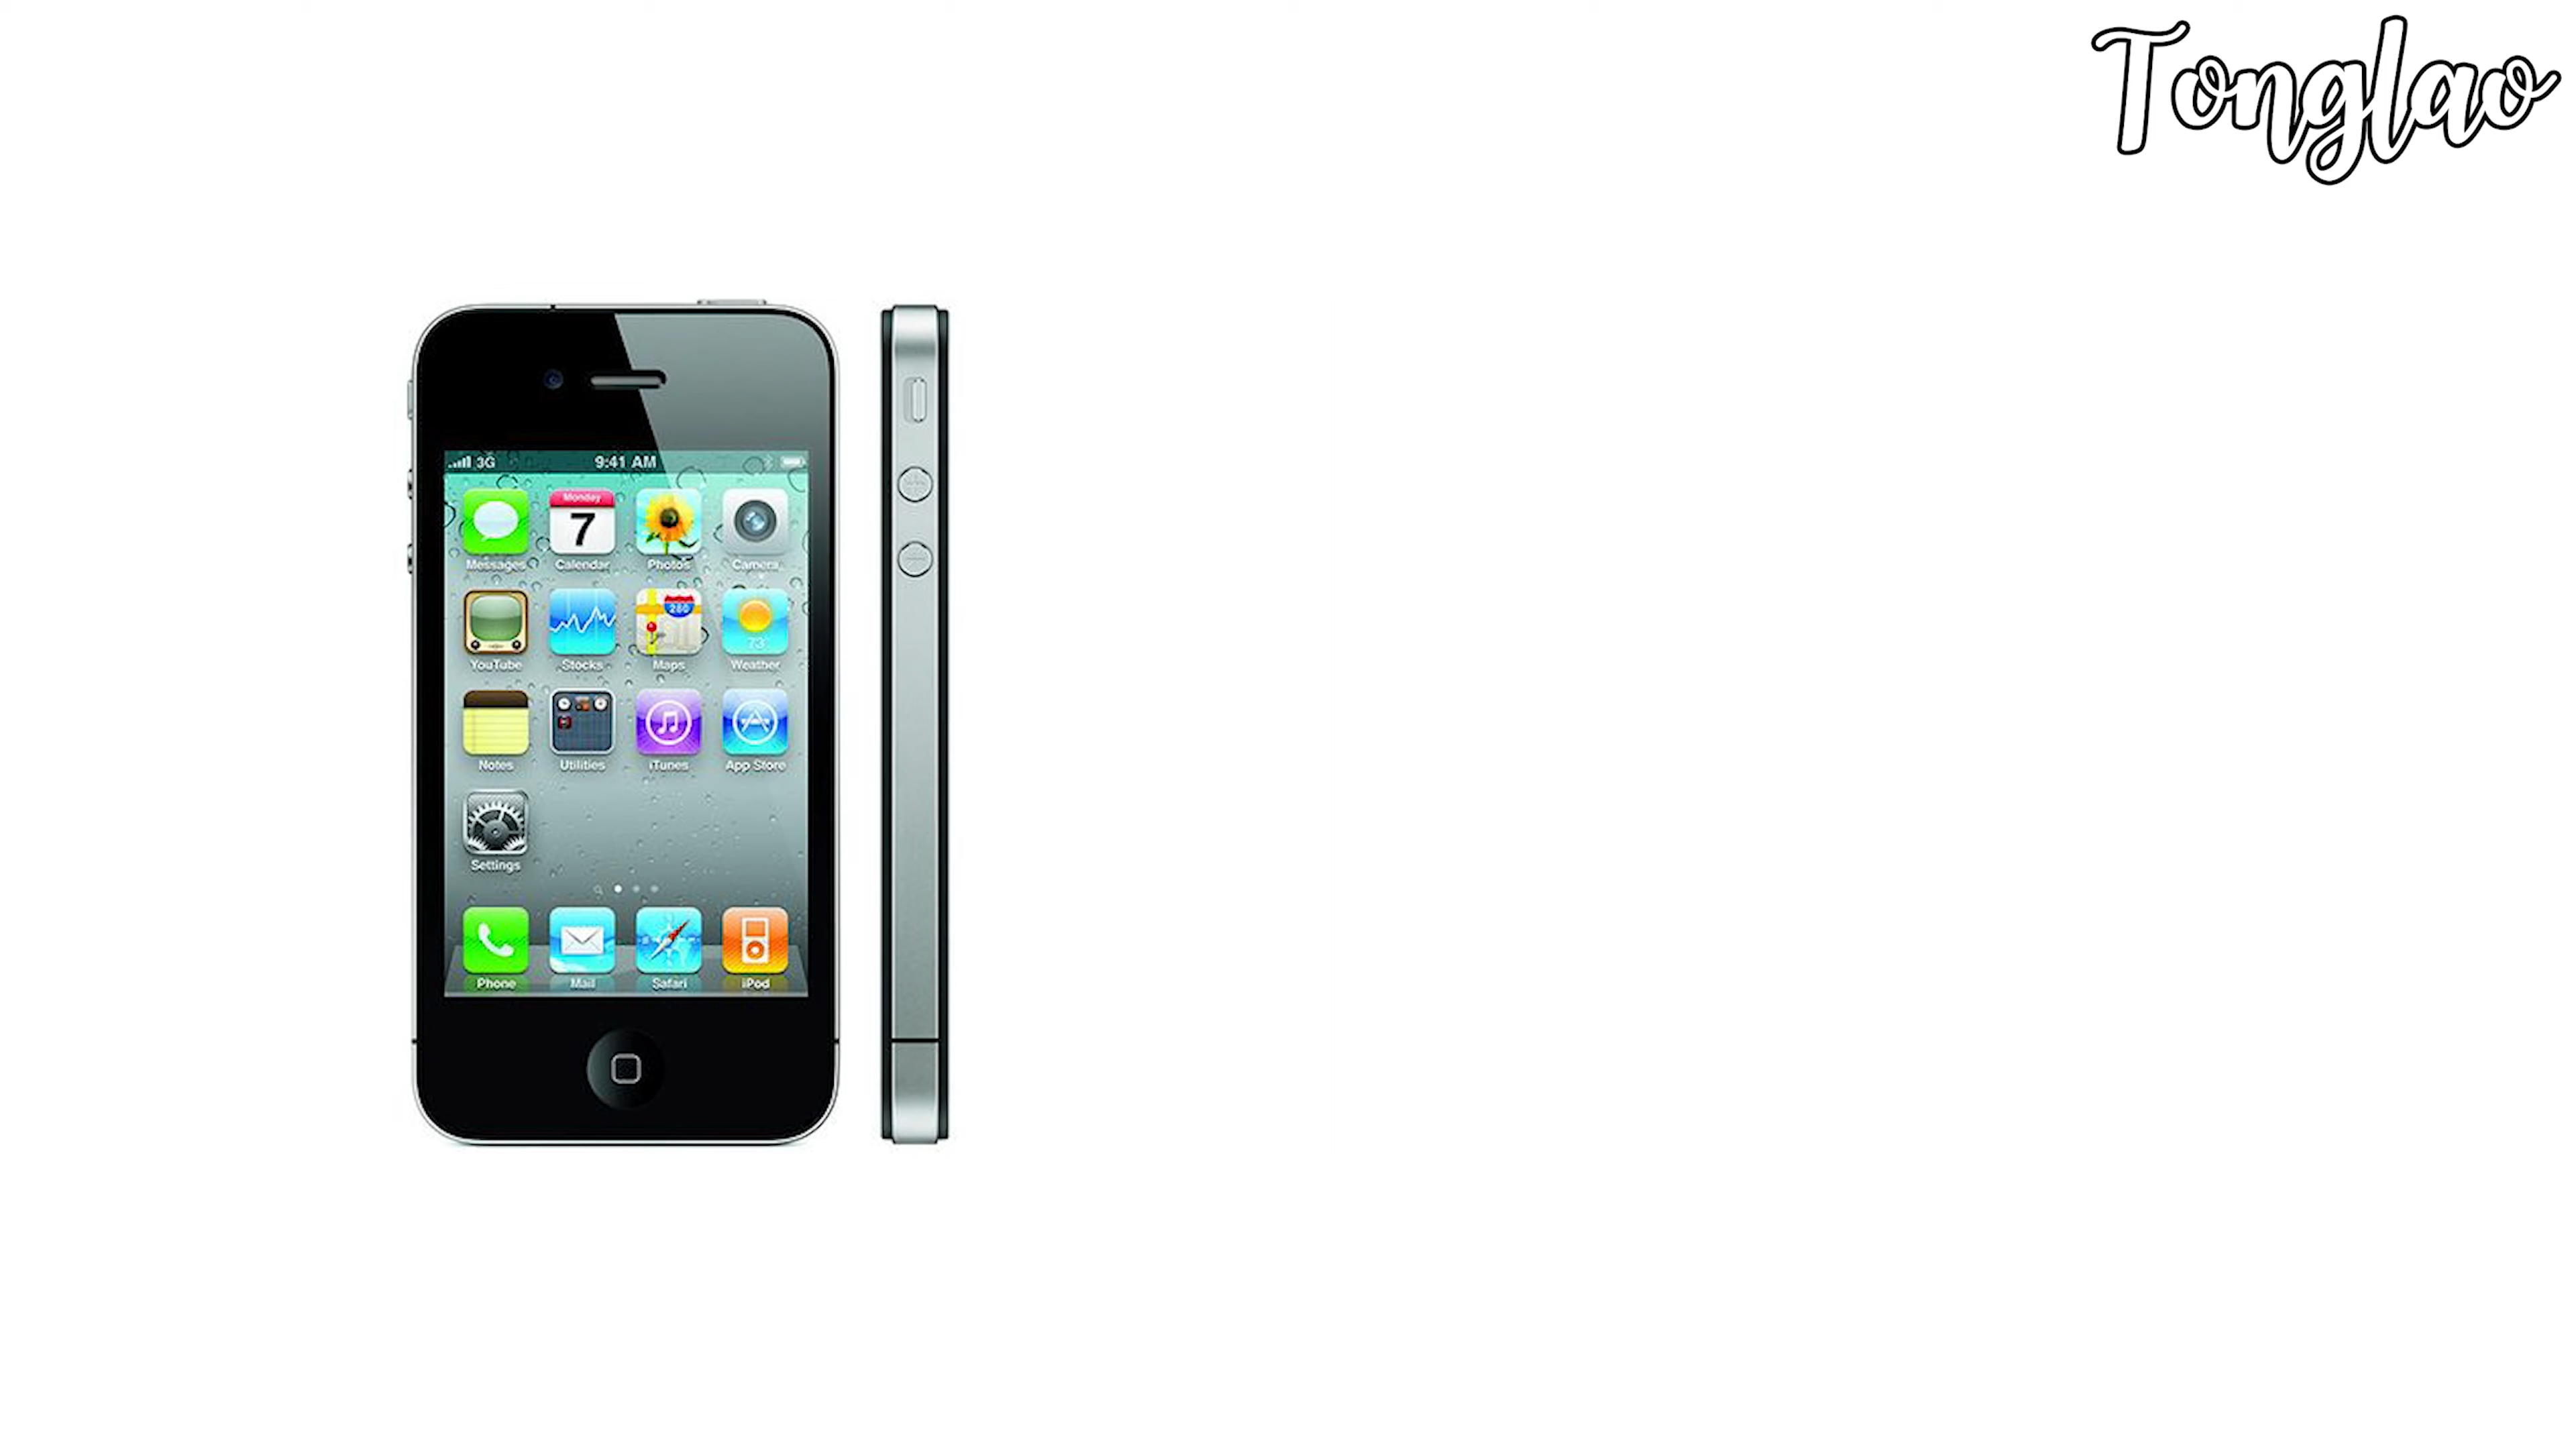 Tonglao
3G 9:41 AM
Monday
7 280
Messages Calendar Photos Camera
73°
YouTube Stocks Maps Weather
Notes Utilities iTunes App Store
Settings
Phone Mail Safari iPod